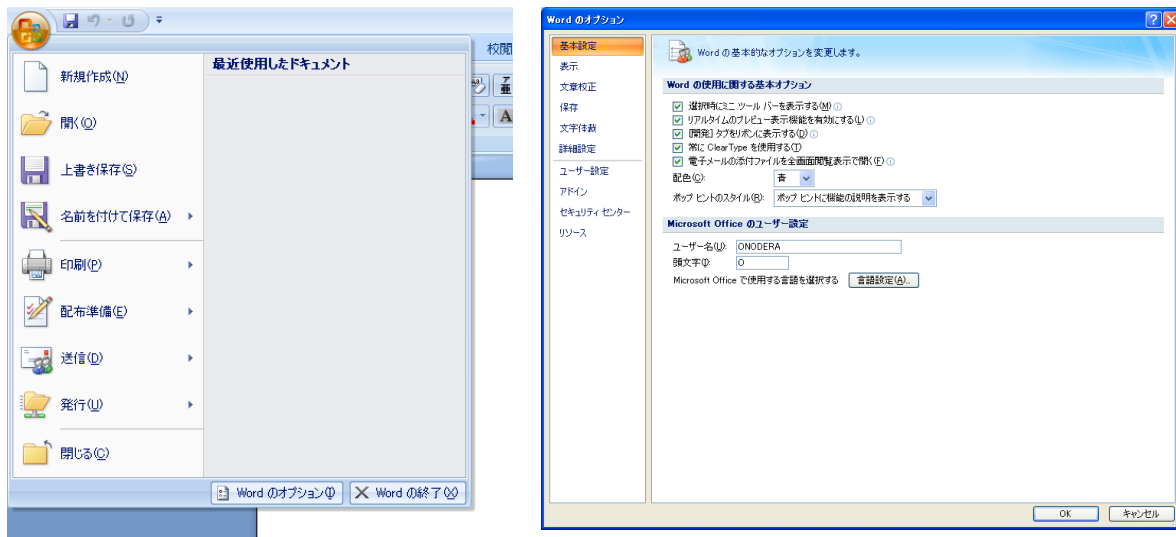 校閲
最近使用したドキュメント
新規作成(N)
開く(O)
上書き保存(S)
名前を付けて保存(A)
印刷(P)
配布準備(E)
送信(D)
発行(U)
閉じる(C)
Word のオプション(I)
Word の終了(X)
Word のオプション
基本設定
表示
文章校正
保存
文字体裁
詳細設定
ユーザー設定
アドイン
セキュリティ センター
リソース
Word の基本的なオプションを変更します。
Word の使用に関する基本オプション
選択時にミニ ツール バーを表示する(M)
リアルタイムのプレビュー表示機能を有効にする(L)
[開発] タブをリボンに表示する(D)
常に ClearType を使用する(T)
電子メールの添付ファイルを全画面閲覧表示で開く(F)
配色(C): 青
ポップ ヒントのスタイル(R): ポップ ヒントに機能の説明を表示する
Microsoft Office のユーザー設定
ユーザー名(U): ONODERA
頭文字(I): O
Microsoft Office で使用する言語を選択する 言語設定(A)...
OK キャンセル